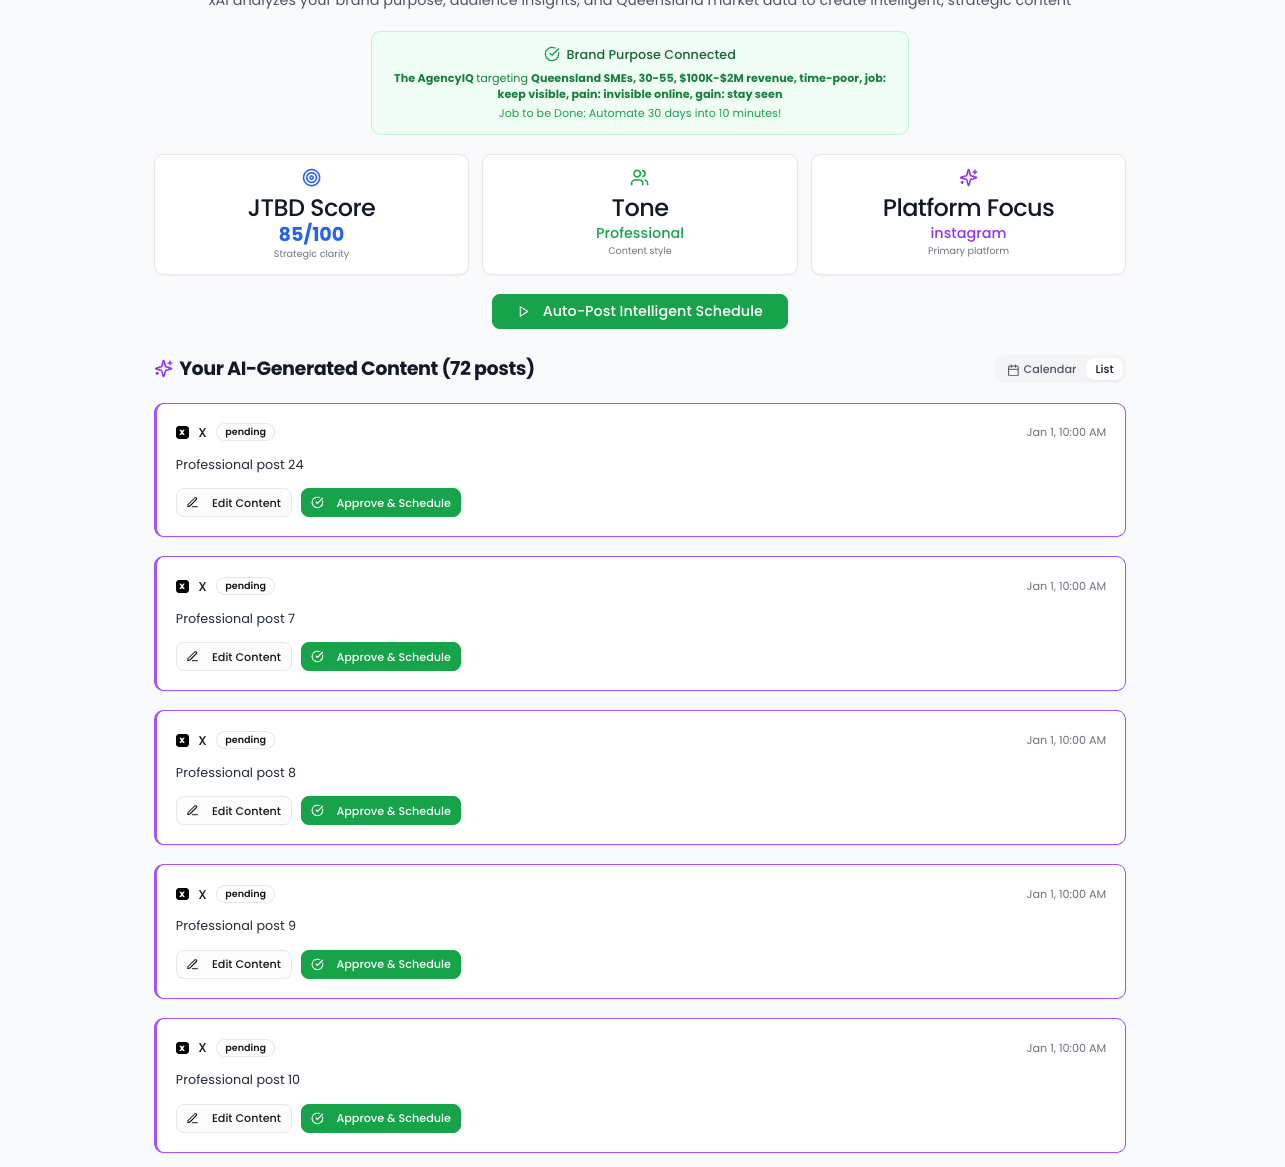 xAI analyzes your brand purpose, audience insights, and Queensland market data to create intelligent, strategic content
Brand Purpose Connected
The AgencyIQ targeting Queensland SMEs, 30-55, $100K-$2M revenue, time-poor, job:
keep visible, pain: invisible online, gain: stay seen
Job to be Done: Automate 30 days into 10 minutes!
JTBD Score
85/100
Strategic clarity
Tone
Professional
Content style
Platform Focus
instagram
Primary platform
Auto-Post Intelligent Schedule
Your AI-Generated Content (72 posts)
Calendar List
X X pending Jan 1, 10:00 AM
Professional post 24
Edit Content Approve & Schedule
X X pending Jan 1, 10:00 AM
Professional post 7
Edit Content Approve & Schedule
X X pending Jan 1, 10:00 AM
Professional post 8
Edit Content Approve & Schedule
X X pending Jan 1, 10:00 AM
Professional post 9
Edit Content Approve & Schedule
X X pending Jan 1, 10:00 AM
Professional post 10
Edit Content Approve & Schedule